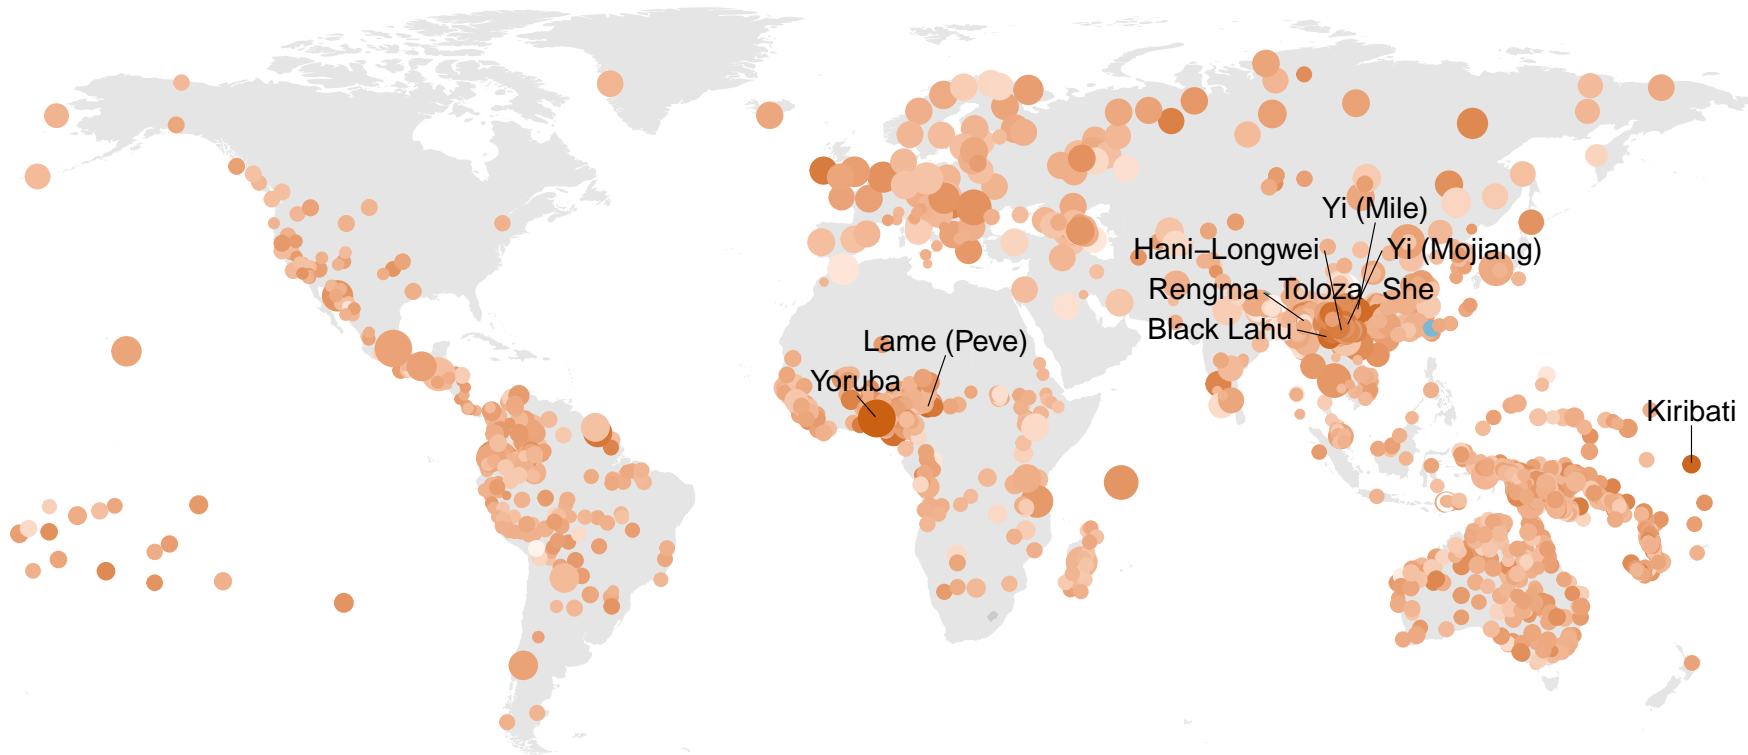 Yi (Mile)
Hani–Longwei
Yi (Mojiang)
Rengma
Toloza
She
Black Lahu
Lame (Peve)
Yoruba
Kiribati